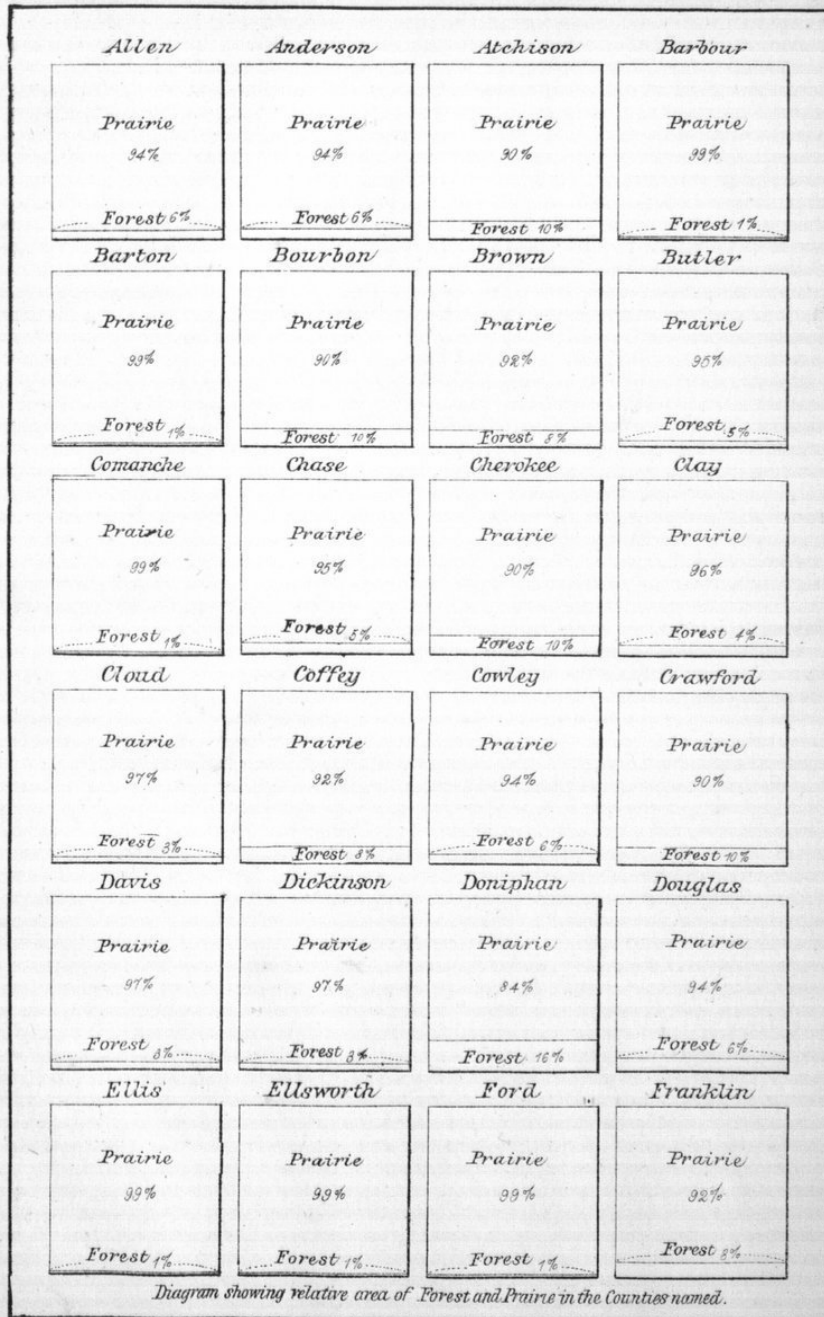 Allen Anderson Atchison Barbour
Prairie Prairie Prairie Prairie
94% 94% 90% 99%
Forest 6% Forest 6% Forest 10% Forest 1%
Barton Bourbon Brown Butler
Prairie Prairie Prairie Prairie
99% 90% 92% 95%
Forest 1% Forest 10% Forest 8% Forest 5%
Comanche Chase Cherokee Clay
Prairie Prairie Prairie Prairie
99% 95% 90% 96%
Forest 1% Forest 5% Forest 10% Forest 4%
Cloud Coffey Cowley Crawford
Prairie Prairie Prairie Prairie
97% 92% 94% 90%
Forest 3% Forest 8% Forest 6% Forest 10%
Davis Dickinson Doniphan Douglas
Prairie Prairie Prairie Prairie
97% 97% 84% 94%
Forest 3% Forest 3% Forest 16% Forest 6%
Ellis Ellsworth Ford Franklin
Prairie Prairie Prairie Prairie
99% 99% 99% 92%
Forest 1% Forest 1% Forest 1% Forest 8%
Diagram showing relative area of Forest and Prairie in the Counties named.